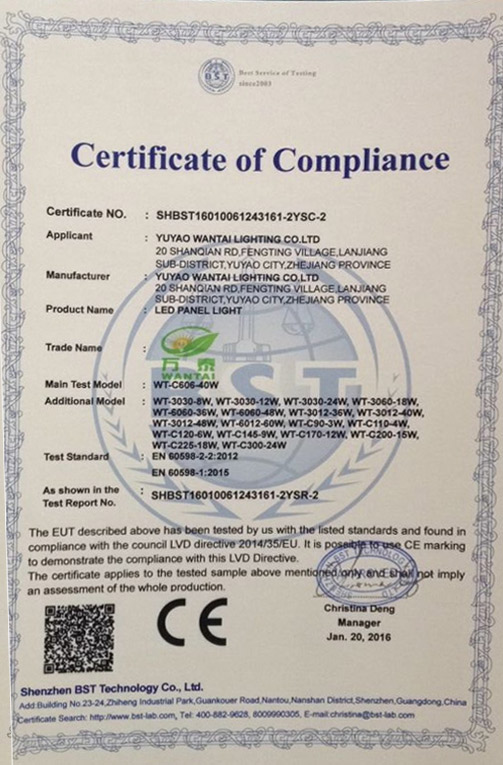 BST
Best Service of Testing
since2003
Certificate of Compliance
Certificate NO. : SHBST16010061243161-2YSC-2
Applicant : YUYAO WANTAI LIGHTING CO.LTD
20 SHANQIAN RD,FENGTING VILLAGE,LANJIANG
SUB-DISTRICT,YUYAO CITY,ZHEJIANG PROVINCE
Manufacturer : YUYAO WANTAI LIGHTING CO.LTD
20 SHANQIAN RD,FENGTING VILLAGE,LANJIANG
SUB-DISTRICT,YUYAO CITY,ZHEJIANG PROVINCE
Product Name : LED PANEL LIGHT
Trade Name :
万泰
WANTAI
Main Test Model : WT-C606-40W
Additional Model : WT-3030-8W, WT-3030-12W, WT-3030-24W, WT-3060-18W,
WT-6060-36W, WT-6060-48W, WT-3012-36W, WT-3012-40W,
WT-3012-48W, WT-6012-60W, WT-C90-3W, WT-C110-4W,
WT-C120-6W, WT-C145-9W, WT-C170-12W, WT-C200-15W,
WT-C225-18W, WT-C300-24W
BST
Test Standard : EN 60598-2-2:2012
EN 60598-1:2015
As shown in the
Test Report No. : SHBST16010061243161-2YSR-2
The EUT described above has been tested by us with the listed standards and found in
compliance with the council LVD directive 2014/35/EU. It is possible to use CE marking
to demonstrate the compliance with this LVD Directive.
The certificate applies to the tested sample above mentioned only and shall not imply
an assessment of the whole production.
CE
Christina Deng
Manager
Jan. 20, 2016
Shenzhen BST Technology Co., Ltd.
Add:Building No.23-24,Zhiheng Industrial Park,Guankouer Road,Nantou,Nanshan District,Shenzhen,Guangdong,China
Certificate Search: http://www.bst-lab.com, Tel: 400-882-9628, 8009990305, E-mail:christina@bst-lab.com